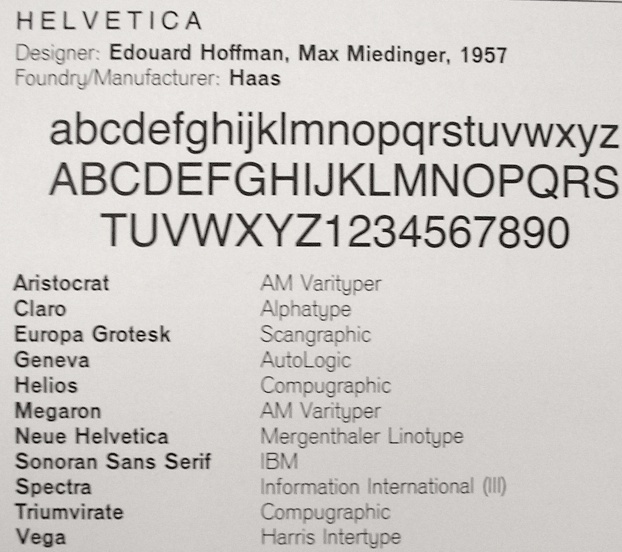 HELVETICA
Designer: Edouard Hoffman, Max Miedinger, 1957
Foundry/Manufacturer: Haas
abcdefghijklmnopqrstuvwxyz
ABCDEFGHIJKLMNOPQRS
TUVWXYZ1234567890
Aristocrat AM Varityper
Claro Alphatype
Europa Grotesk Scangraphic
Geneva AutoLogic
Helios Compugraphic
Megaron AM Varityper
Neue Helvetica Mergenthaler Linotype
Sonoran Sans Serif IBM
Spectra Information International (III)
Triumvirate Compugraphic
Vega Harris Intertype